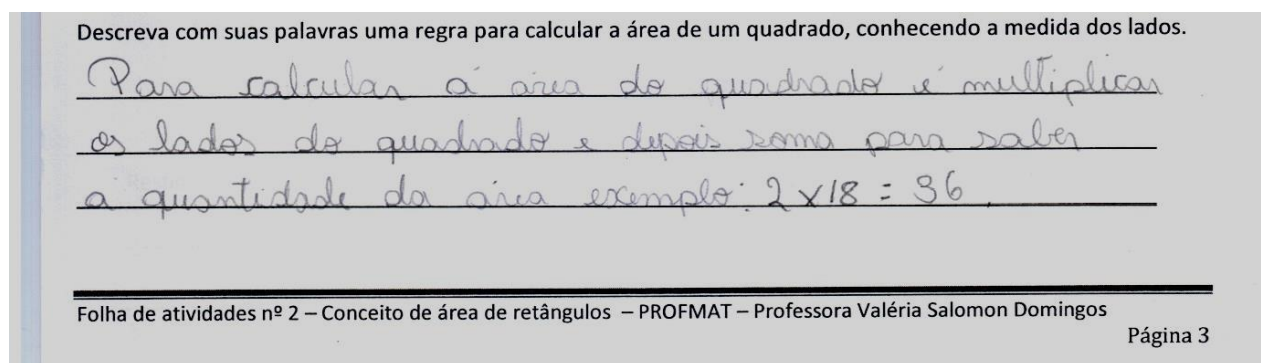 Descreva com suas palavras uma regra para calcular a área de um quadrado, conhecendo a medida dos lados.
Para calcular á área do quadrado é multiplicar
os lados do quadrado e depois soma para saber
a quantidade da área exemplo: 2 x 18 = 36
Folha de atividades nº 2 – Conceito de área de retângulos – PROFMAT – Professora Valéria Salomon Domingos
Página 3